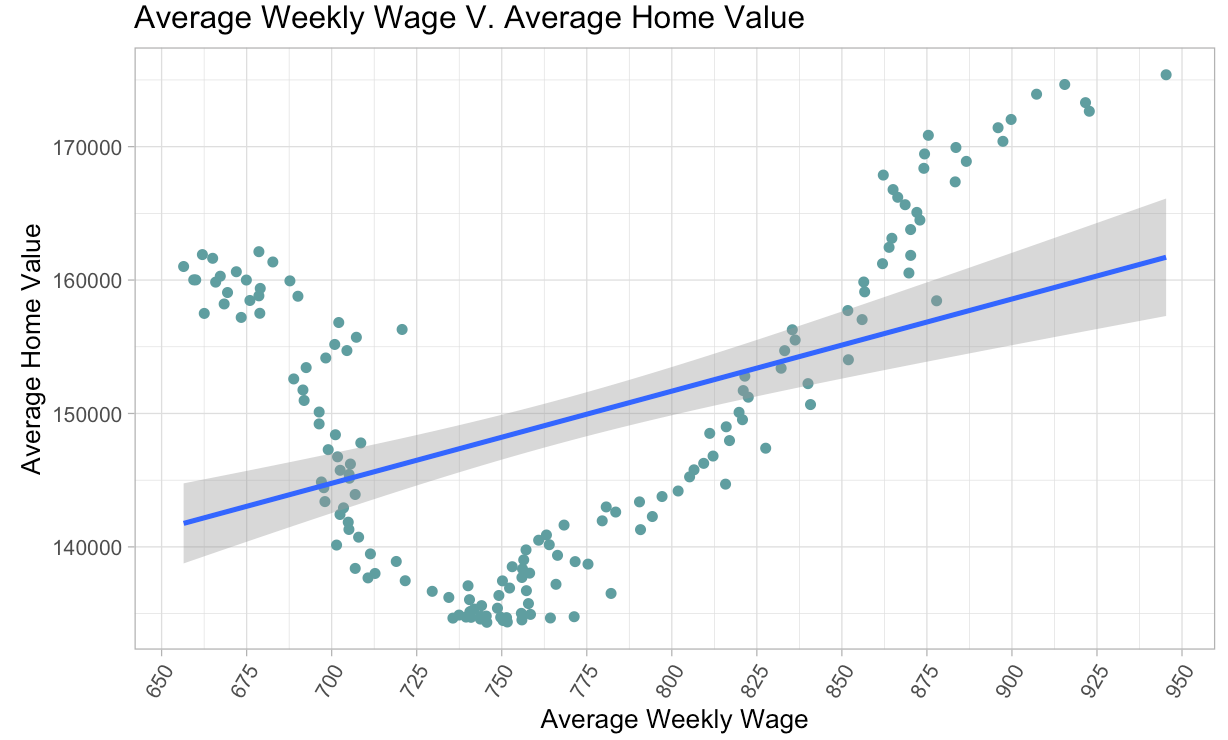 Average Weekly Wage V. Average Home Value
Average Home Value
170000
160000
150000
140000
650 675 700 725 750 775 800 825 850 875 900 925 950
Average Weekly Wage